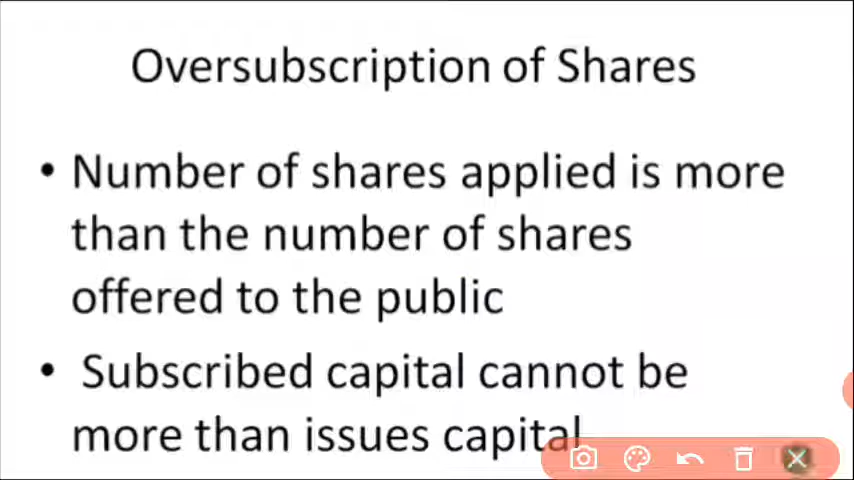 Oversubscription of Shares
• Number of shares applied is more
than the number of shares
offered to the public
• Subscribed capital cannot be
more than issues capital